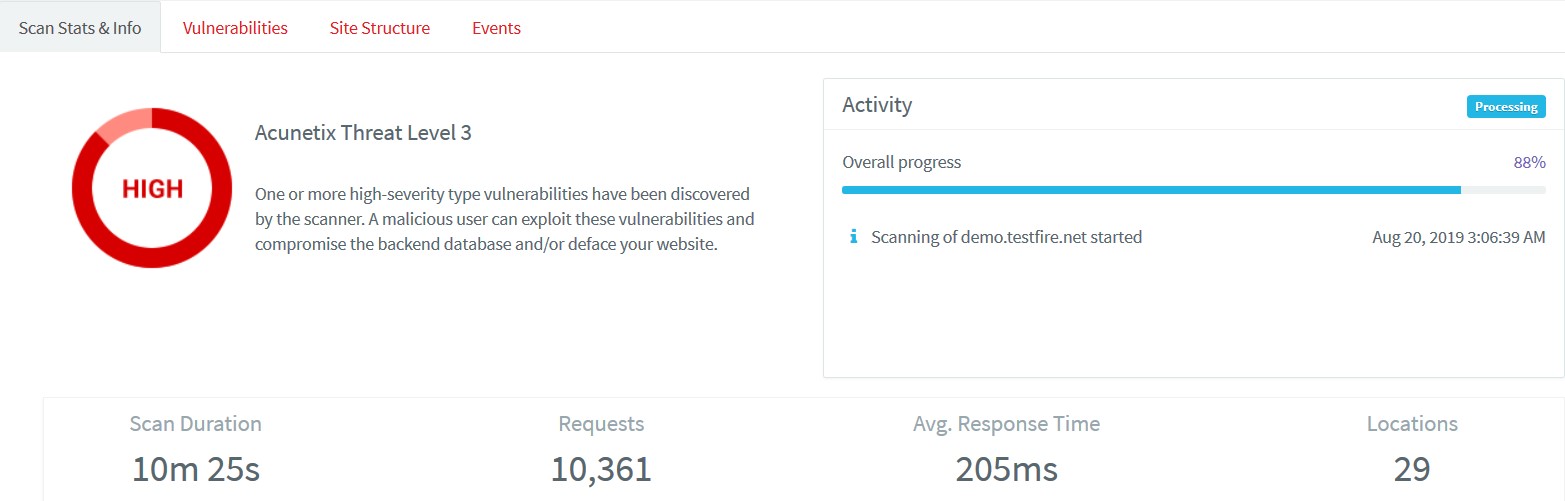 Scan Stats & Info
Vulnerabilities
Site Structure
Events
HIGH
Acunetix Threat Level 3
One or more high-severity type vulnerabilities have been discovered
by the scanner. A malicious user can exploit these vulnerabilities and
compromise the backend database and/or deface your website.
Activity
Processing
Overall progress
88%
Scanning of demo.testfire.net started
Aug 20, 2019 3:06:39 AM
Scan Duration
10m 25s
Requests
10,361
Avg. Response Time
205ms
Locations
29